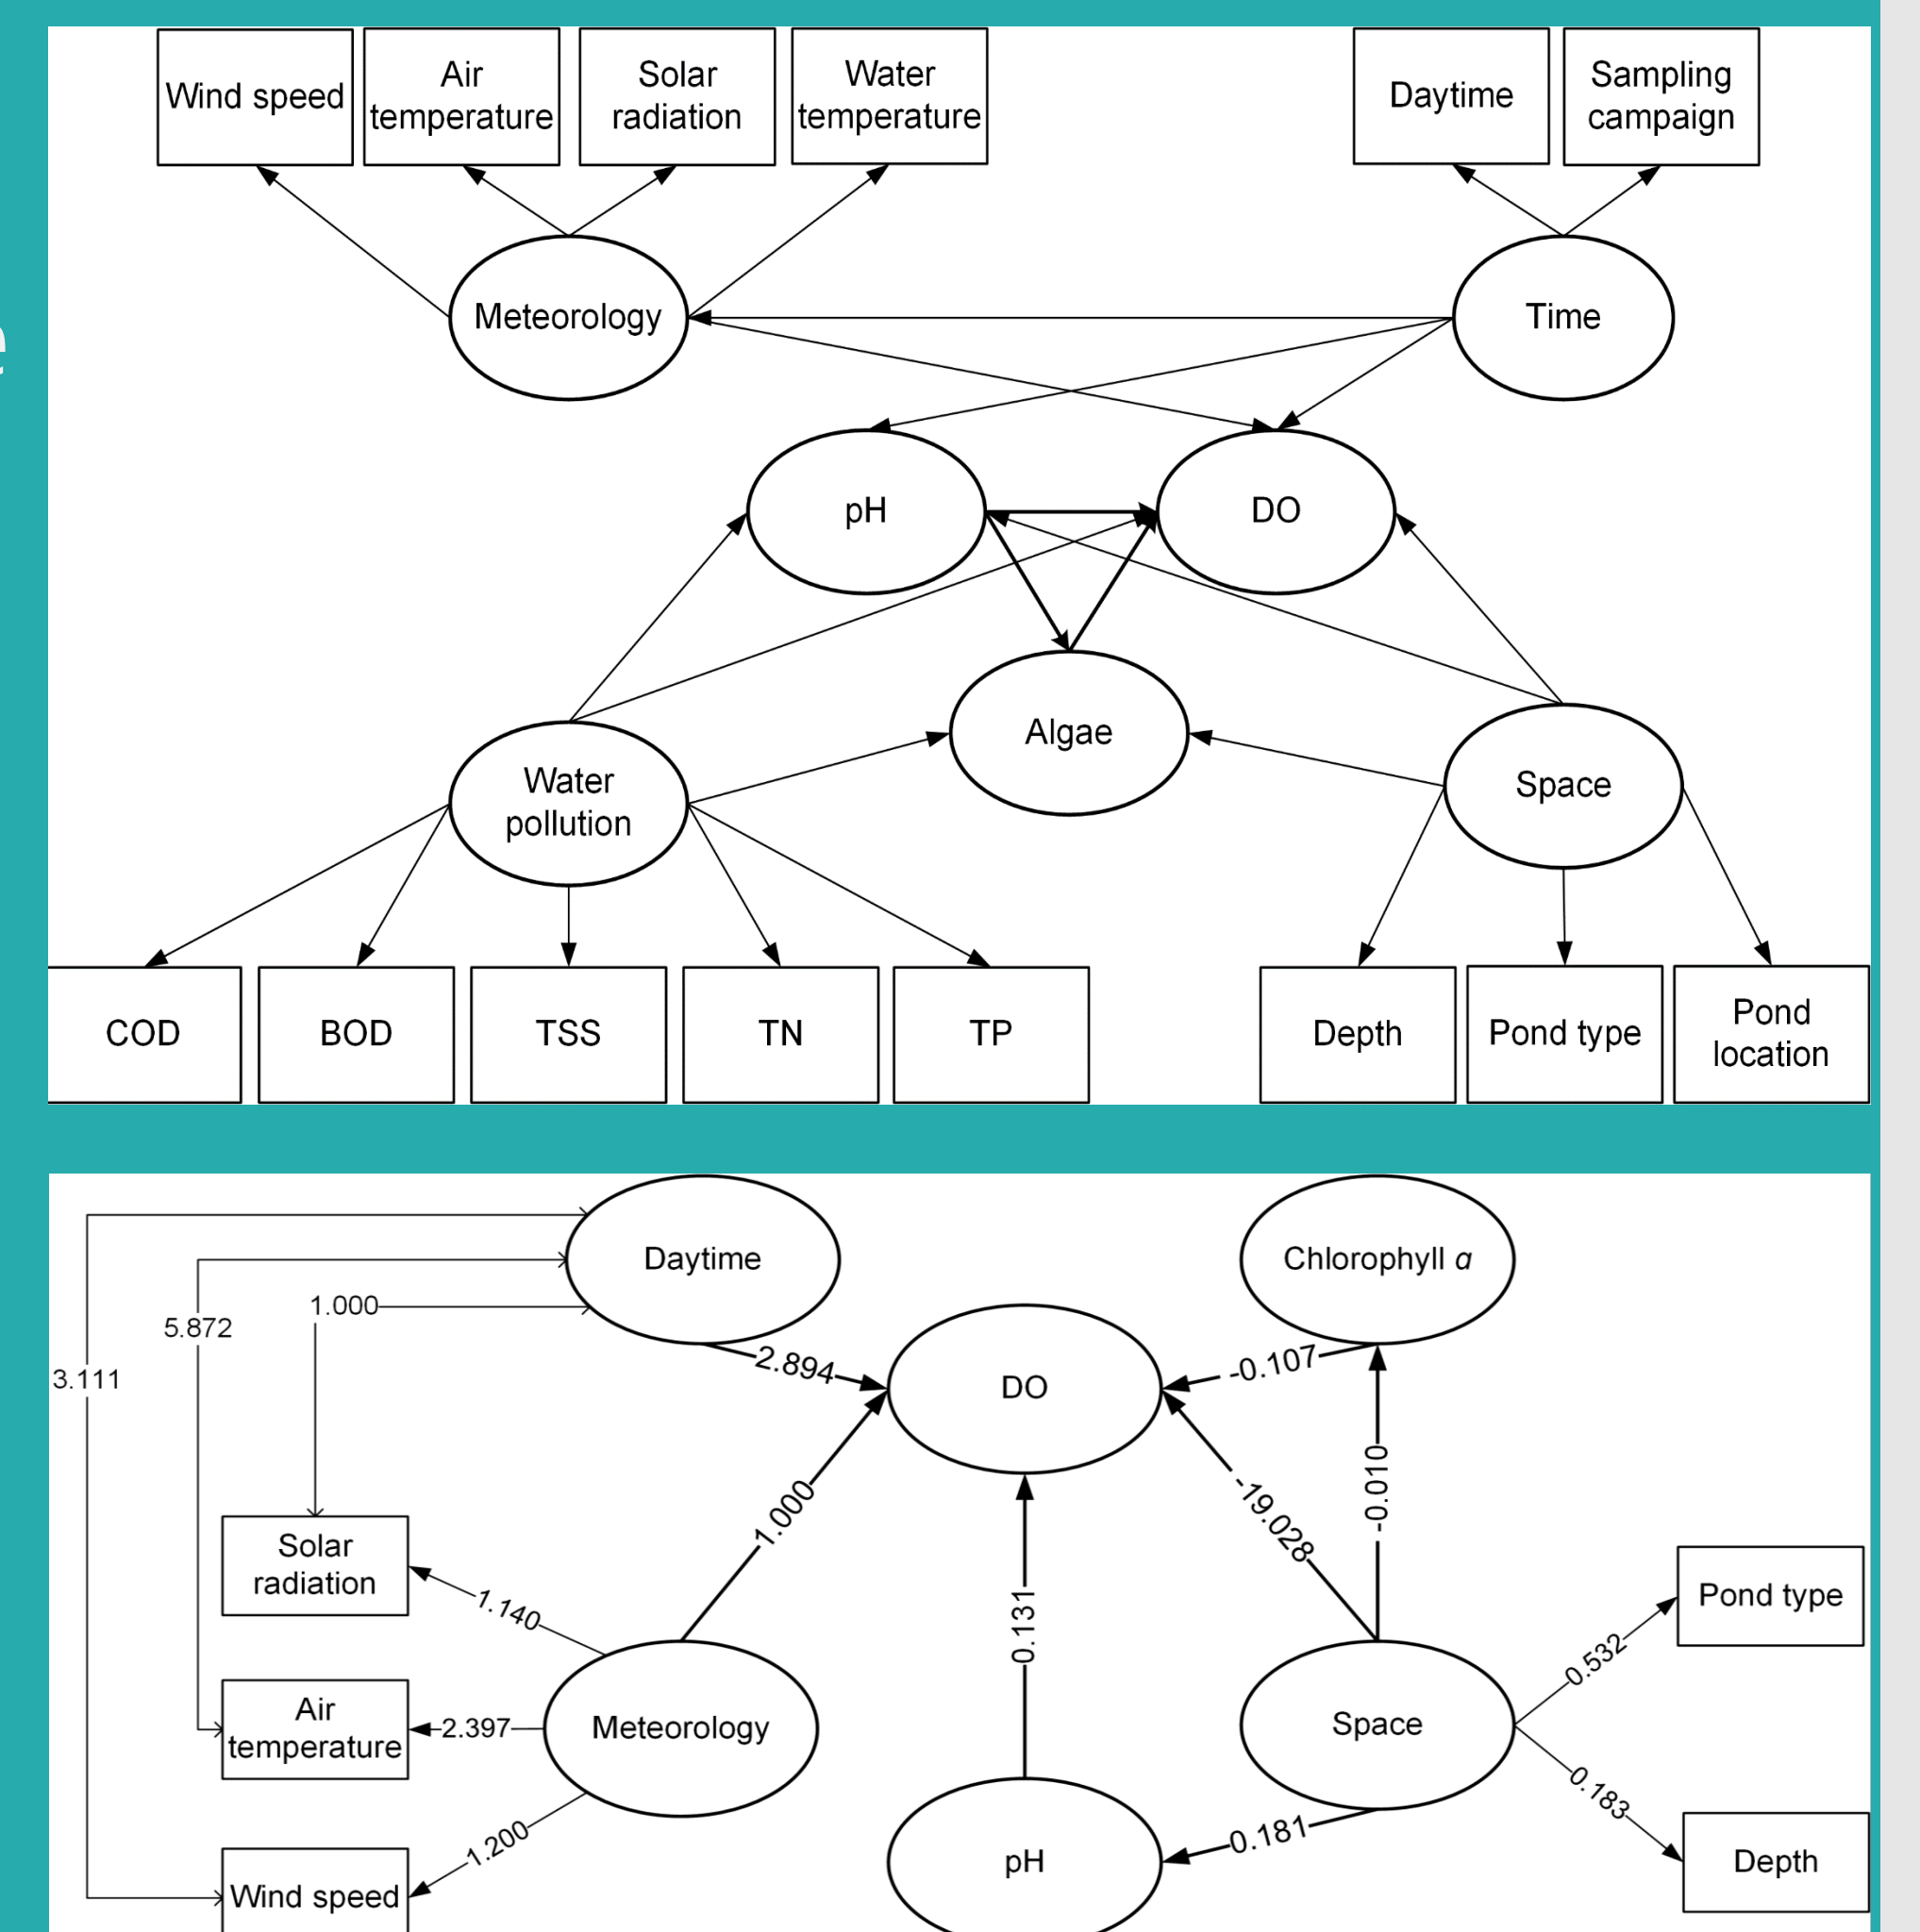 Wind speed
Air
temperature
Solar
radiation
Water
temperature
Daytime
Sampling
campaign
Meteorology
Time
e
pH
DO
Algae
Water
pollution
Space
COD
BOD
TSS
TN
TP
Depth
Pond type
Pond
location
Daytime
Chlorophyll a
1.000
5.872
3.111
2.894
DO
-0.107
1.000
-19.028
-0.010
Solar
radiation
1.140
0.131
Pond type
0.532
Air
temperature
2.397
Meteorology
Space
0.183
1.200
0.181
Wind speed
pH
Depth